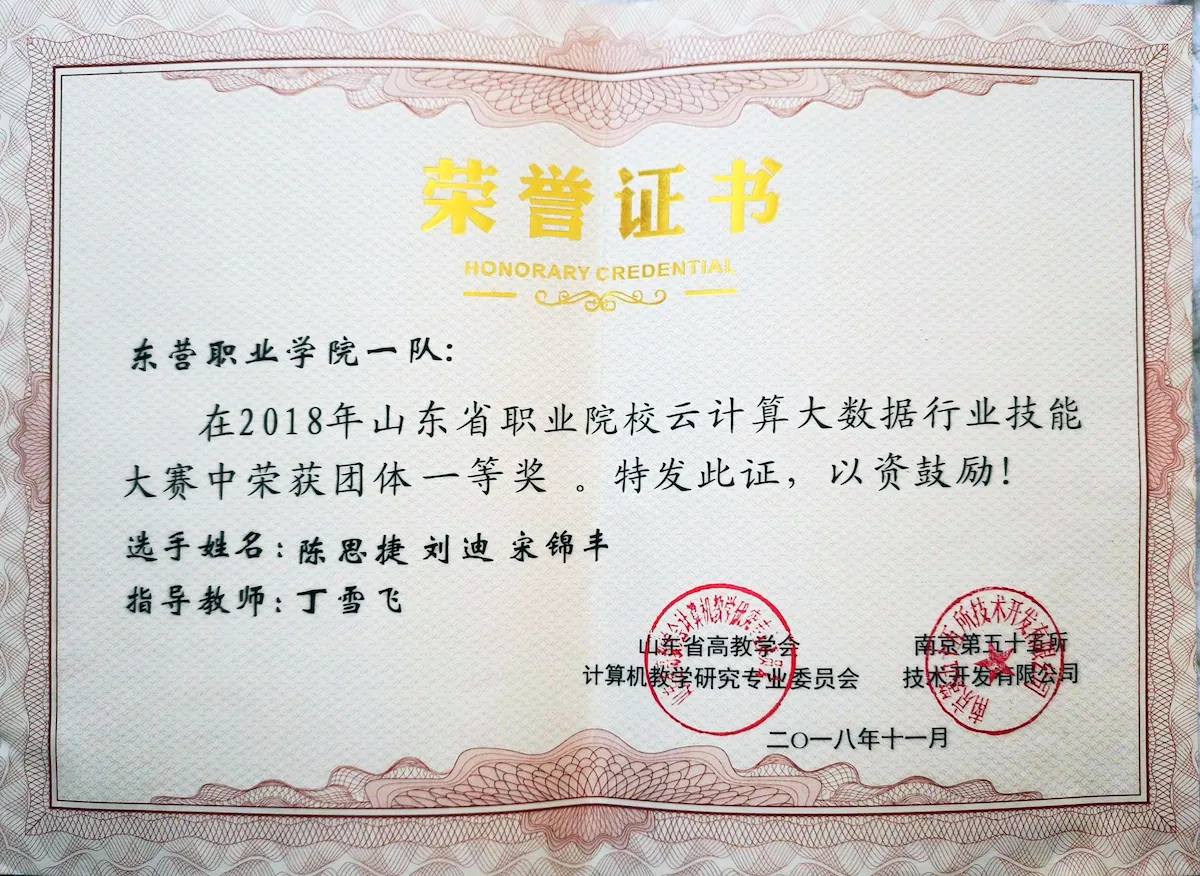 荣誉证书
HONORARY CREDENTIAL
东营职业学院一队：
在2018年山东省职业院校云计算大数据行业技能
大赛中荣获团体一等奖 。特发此证，以资鼓励！
选手姓名：陈思捷 刘迪 宋锦丰
指导教师：丁雪飞
山东省高教学会
计算机教学研究专业委员会
南京第五十五所
技术开发有限公司
二〇一八年十一月